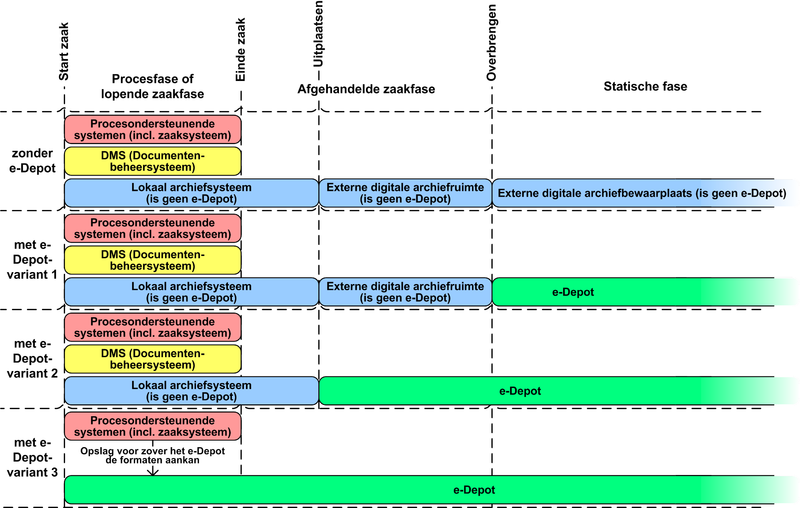 Start zaak
Einde zaak
Uitplaatsen
Overbrengen
Procesfase of
lopende zaakfase
Afgehandelde zaakfase
Statische fase
zonder
e-Depot
Procesondersteunende
systemen (incl. zaaksysteem)
DMS (Documenten-
beheersysteem)
Lokaal archiefsysteem
(is geen e-Depot)
Externe digitale archiefruimte
(is geen e-Depot)
Externe digitale archiefbewaarplaats (is geen e-Depot)
met e-
Depot-
variant 1
Procesondersteunende
systemen (incl. zaaksysteem)
DMS (Documenten-
beheersysteem)
Lokaal archiefsysteem
(is geen e-Depot)
Externe digitale archiefruimte
(is geen e-Depot)
e-Depot
met e-
Depot-
variant 2
Procesondersteunende
systemen (incl. zaaksysteem)
DMS (Documenten-
beheersysteem)
Lokaal archiefsysteem
(is geen e-Depot)
e-Depot
met e-
Depot-
variant 3
Procesondersteunende
systemen (incl. zaaksysteem)
Opslag voor zover het e-Depot
de formaten aankan
e-Depot